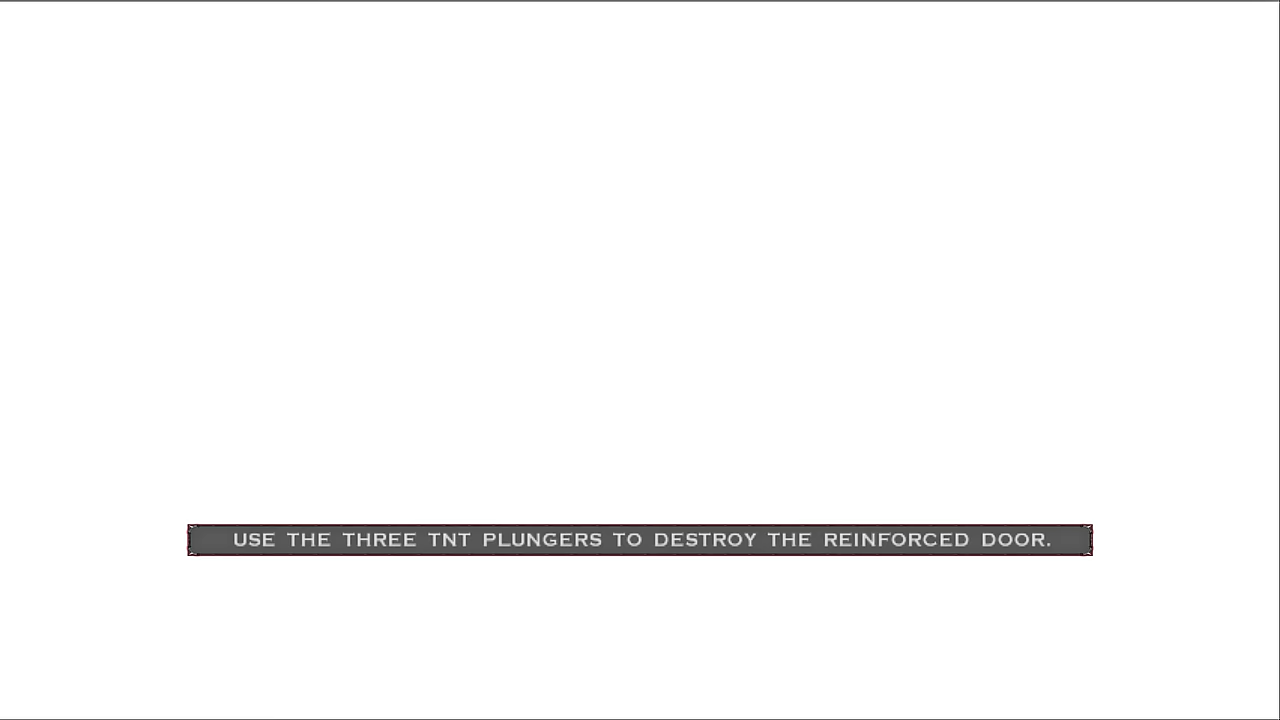 USE THE THREE TNT PLUNGERS TO DESTROY THE REINFORCED DOOR.